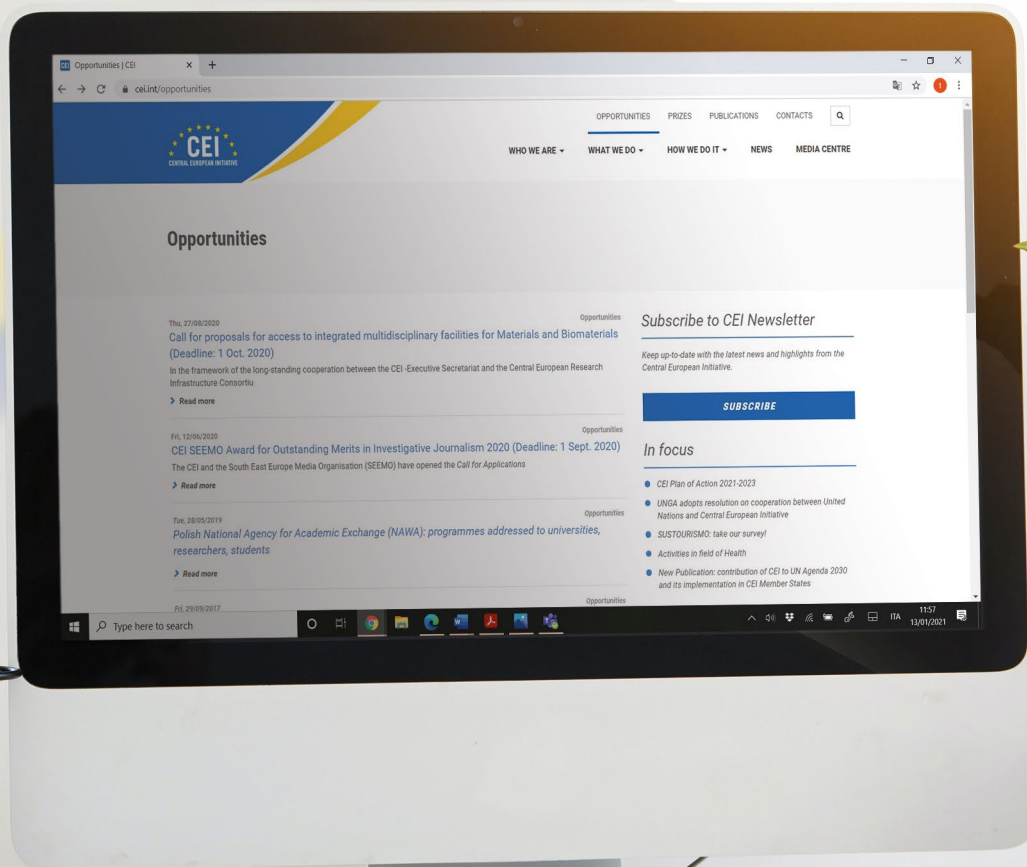 CEI Opportunities | CEI
cei.int/opportunities
OPPORTUNITIES PRIZES PUBLICATIONS CONTACTS
CEI
CENTRAL EUROPEAN INITIATIVE
WHO WE ARE WHAT WE DO HOW WE DO IT NEWS MEDIA CENTRE
Opportunities
Thu, 27/08/2020 Opportunities
Call for proposals for access to integrated multidisciplinary facilities for Materials and Biomaterials
(Deadline: 1 Oct. 2020)
In the framework of the long-standing cooperation between the CEI -Executive Secretariat and the Central European Research
Infrastructure Consortiu
Read more
Fri, 12/06/2020 Opportunities
CEI SEEMO Award for Outstanding Merits in Investigative Journalism 2020 (Deadline: 1 Sept. 2020)
The CEI and the South East Europe Media Organisation (SEEMO) have opened the Call for Applications
Read more
Tue, 28/05/2019 Opportunities
Polish National Agency for Academic Exchange (NAWA): programmes addressed to universities,
researchers, students
Read more
Fri, 29/09/2017 Opportunities
Subscribe to CEI Newsletter
Keep up-to-date with the latest news and highlights from the
Central European Initiative.
SUBSCRIBE
In focus
CEI Plan of Action 2021-2023
UNGA adopts resolution on cooperation between United
Nations and Central European Initiative
SUSTOURISMO: take our survey!
Activities in field of Health
New Publication: contribution of CEI to UN Agenda 2030
and its implementation in CEI Member States
Type here to search
ITA
11:57
13/01/2021